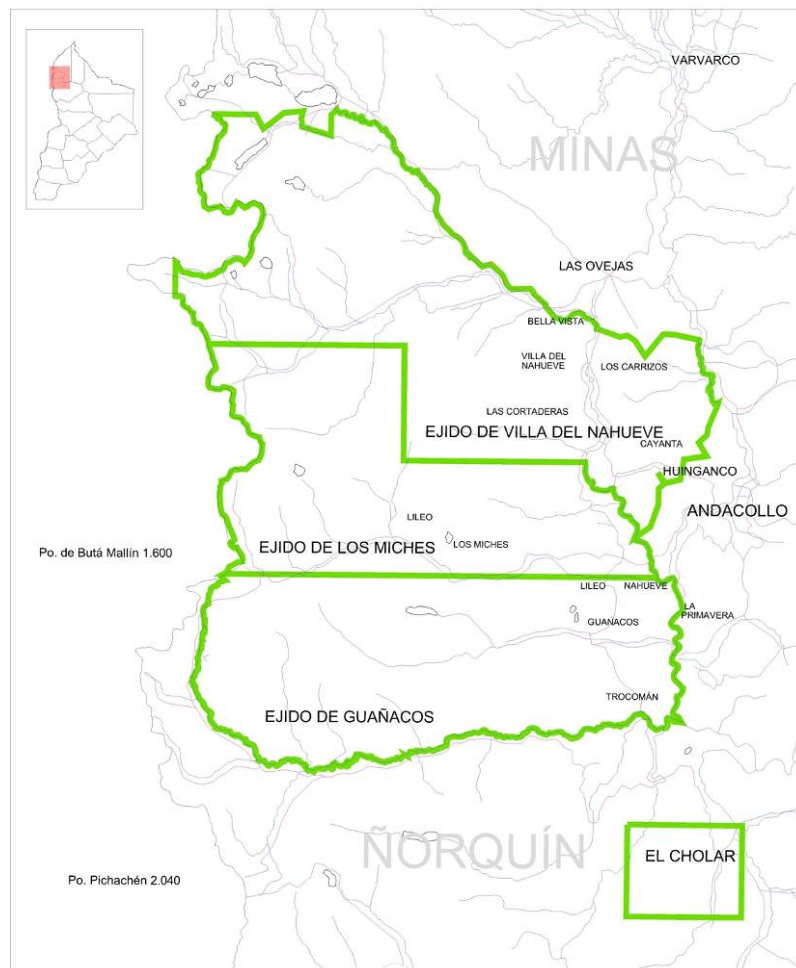 VARVARCO
MINAS
LAS OVEJAS
BELLA VISTA
VILLA DEL
NAHUEVE
LOS CARRIZOS
LAS CORTADERAS
EJIDO DE VILLA DEL NAHUEVE
CAYANTA
HUINGANCO
ANDACOLLO
LILEO
LOS MICHES
EJIDO DE LOS MICHES
Po. de Butá Mallín 1.600
LILEO
NAHUEVE
LA
PRIMAVERA
GUAÑACOS
TROCOMÁN
EJIDO DE GUAÑACOS
ÑORQUÍN
EL CHOLAR
Po. Pichachén 2.040